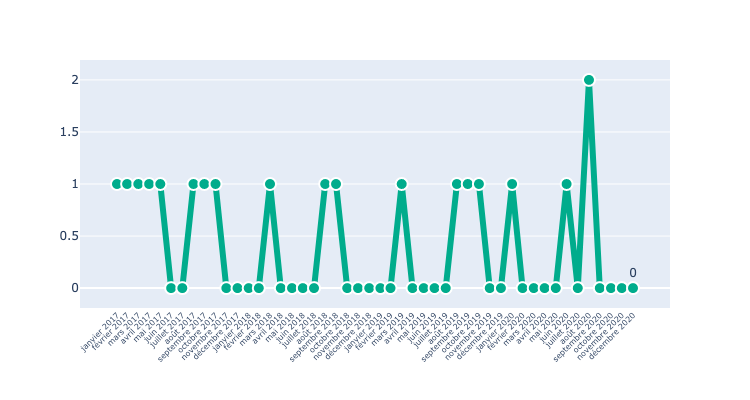 2
1.5
1
0.5
0
0
janvier 2017
février 2017
mars 2017
avril 2017
mai 2017
juin 2017
juillet 2017
août 2017
septembre 2017
octobre 2017
novembre 2017
décembre 2017
janvier 2018
février 2018
mars 2018
avril 2018
mai 2018
juin 2018
juillet 2018
août 2018
septembre 2018
octobre 2018
novembre 2018
décembre 2018
janvier 2019
février 2019
mars 2019
avril 2019
mai 2019
juin 2019
juillet 2019
août 2019
septembre 2019
octobre 2019
novembre 2019
décembre 2019
janvier 2020
février 2020
mars 2020
avril 2020
mai 2020
juin 2020
juillet 2020
août 2020
septembre 2020
octobre 2020
novembre 2020
décembre 2020